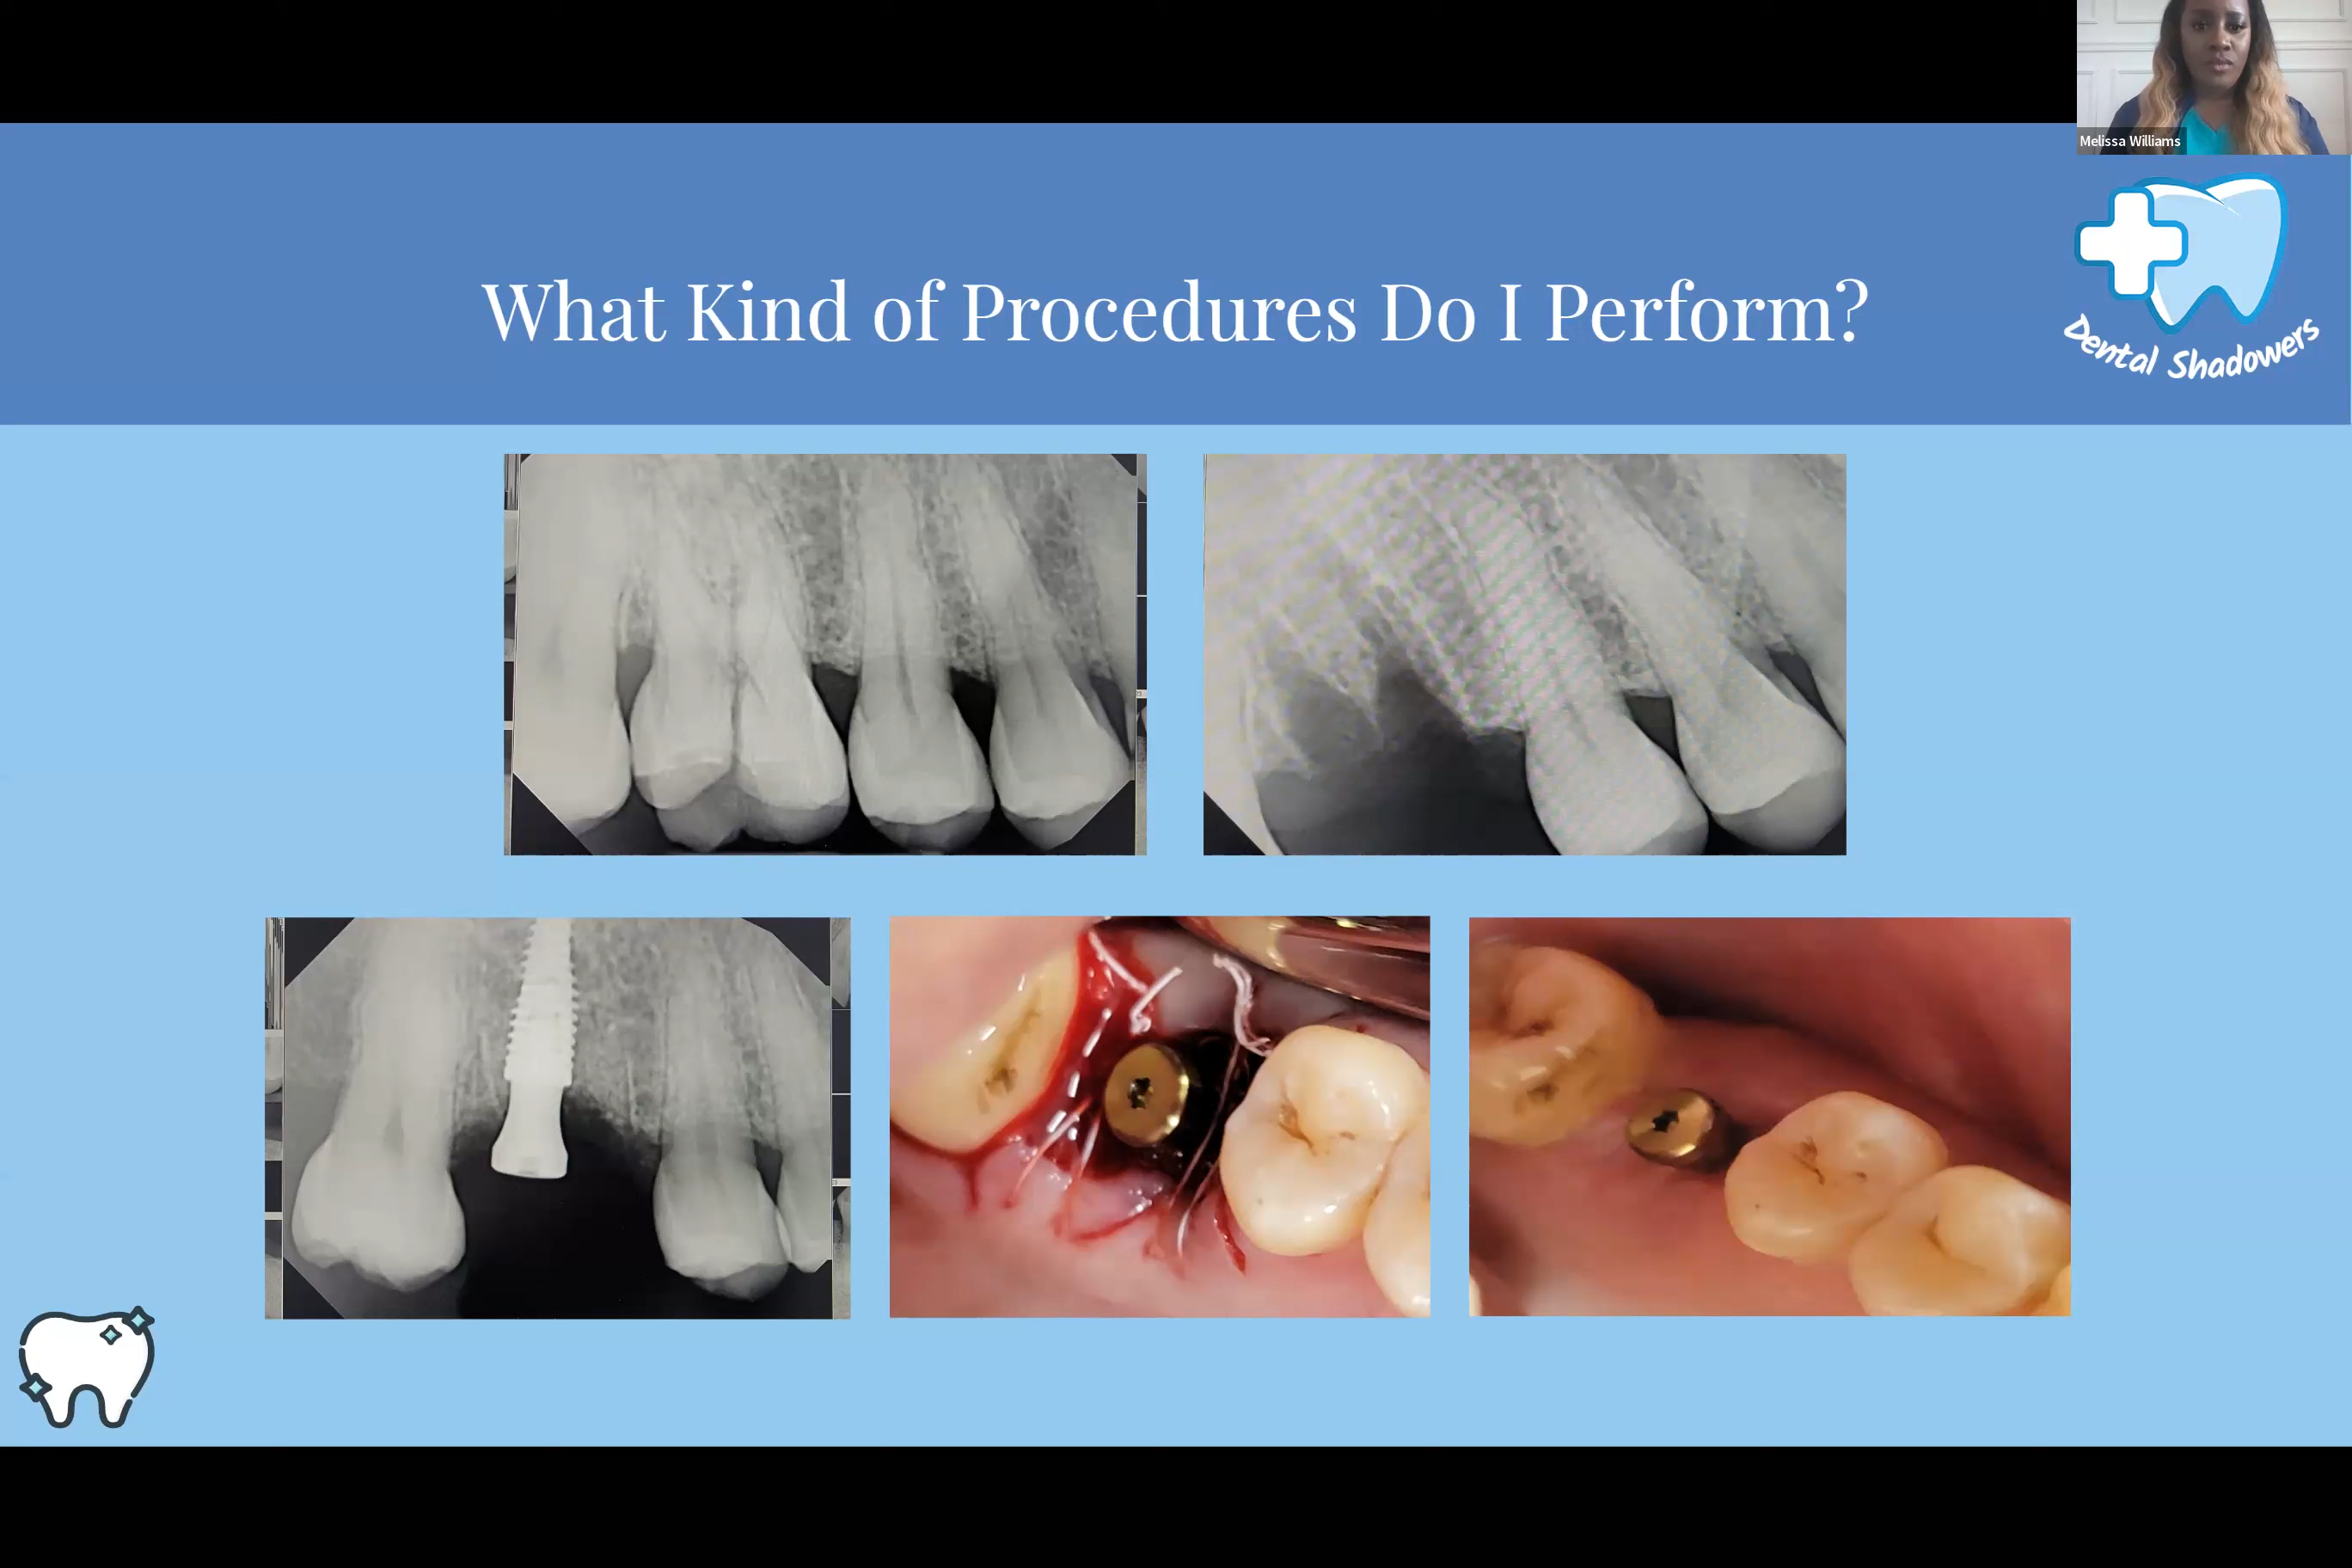 Melissa Williams
What Kind of Procedures Do I Perform?
Dental Shadowers